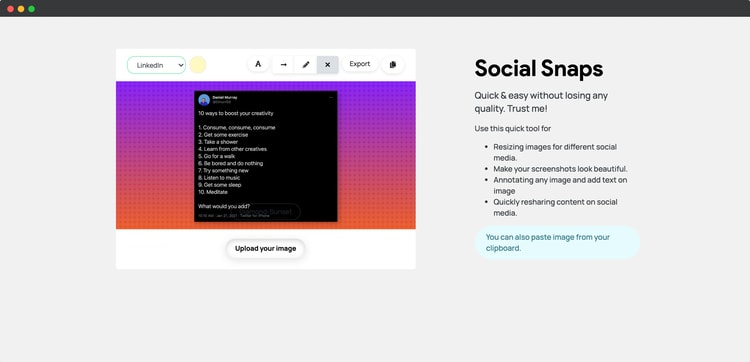 LinkedIn
A
Export
Daniel Murray
10 ways to boost your creativity
1. Consume, consume, consume
2. Get some exercise
3. Take a shower
4. Learn from other creatives
5. Go for a walk
6. Be bored and do nothing
7. Try something new
8. Listen to music
9. Get some sleep
10. Meditate
What would you add?
10:10 AM · Jan 21, 2021 · Twitter for iPhone
Upload your image
Social Snaps
Quick & easy without losing any
quality. Trust me!
Use this quick tool for
• Resizing images for different social
media.
• Make your screenshots look beautiful.
• Annotating any image and add text on
image
• Quickly resharing content on social
media.
You can also paste image from your
clipboard.